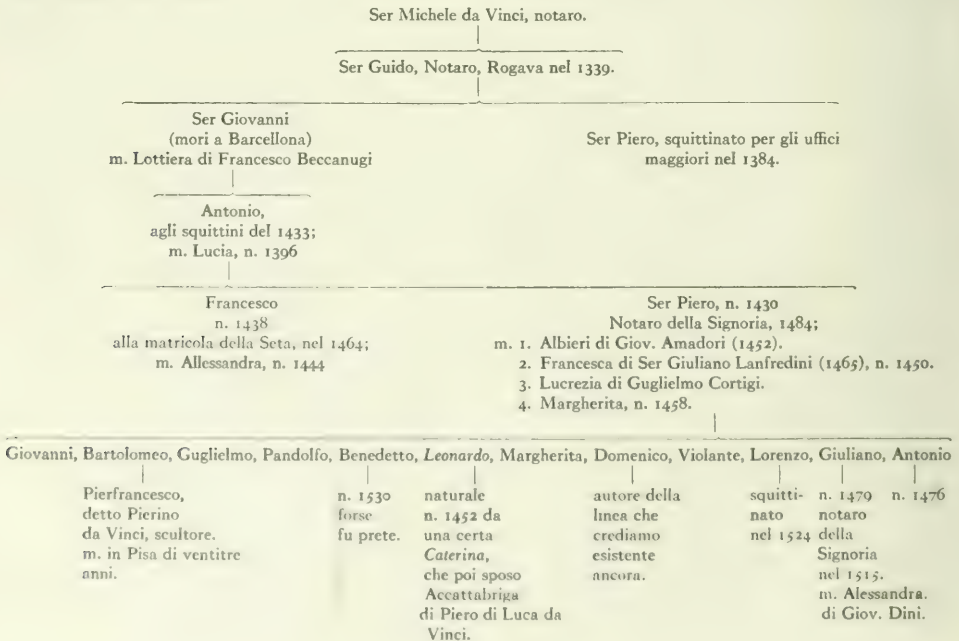 Ser Michele da Vinci, notaro.
Ser Guido, Notaro, Rogava nel 1339.
Ser Giovanni
(mori a Barcellona)
m. Lottiera di Francesco Beccanugi
Ser Piero, squittinato per gli uffici
maggiori nel 1384.
Antonio,
agli squittini del 1433;
m. Lucia, n. 1396
Francesco
n. 1438
alla matricola della Seta, nel 1464;
m. Allessandra, n. 1444
Ser Piero, n. 1430
Notaro della Signoria, 1484;
m. 1. Albieri di Giov. Amadori (1452).
2. Francesca di Ser Giuliano Lanfredini (1465), n. 1450.
3. Lucrezia di Guglielmo Cortigi.
4. Margherita, n. 1458.
Giovanni, Bartolomeo, Guglielmo, Pandolfo, Benedetto, Leonardo, Margherita, Domenico, Violante, Lorenzo, Giuliano, Antonio
Pierfrancesco,
detto Pierino
da Vinci, scultore.
m. in Pisa di ventitre
anni.
n. 1530
forse
fu prete.
naturale
n. 1452 da
una certa
Caterina,
che poi sposo
Accattabriga
di Piero di Luca da
Vinci.
autore della
linea che
crediamo
esistente
ancora.
squitti-
nato
nel 1524
n. 1479
notaro
della
Signoria
nel 1515.
m. Alessandra.
di Giov. Dini.
n. 1476